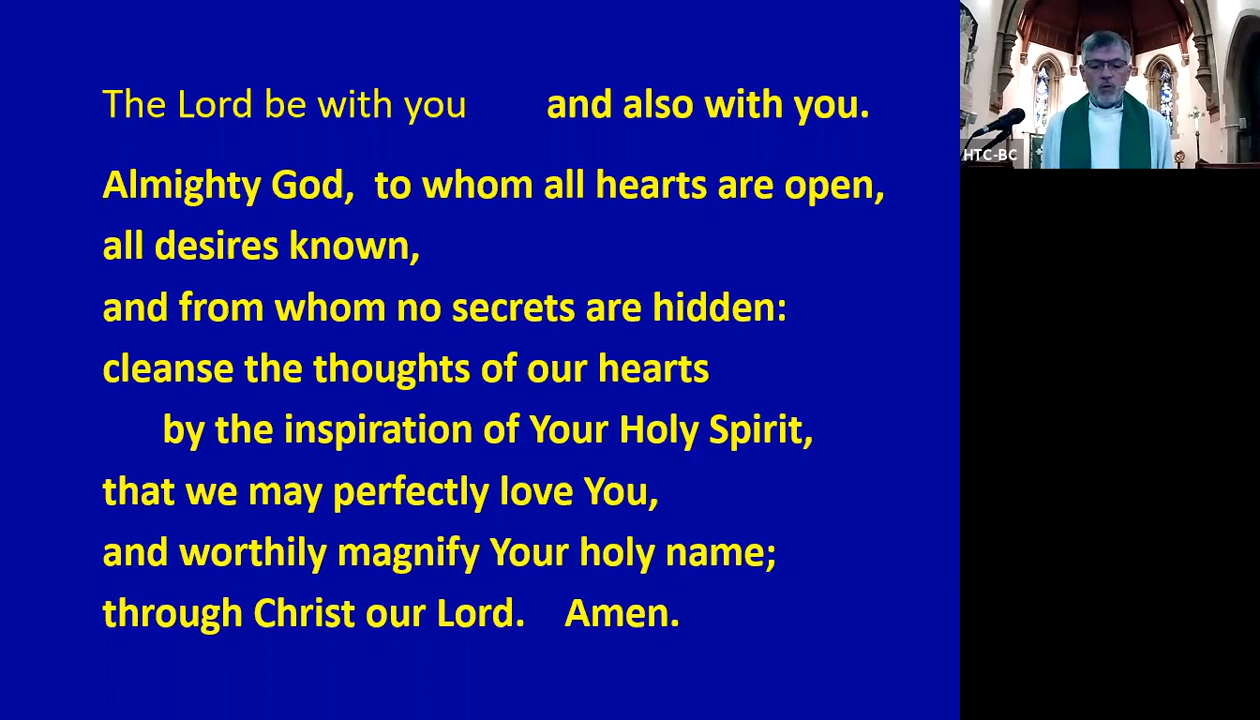 The Lord be with you and also with you.
Almighty God, to whom all hearts are open,
all desires known,
and from whom no secrets are hidden:
cleanse the thoughts of our hearts
by the inspiration of Your Holy Spirit,
that we may perfectly love You,
and worthily magnify Your holy name;
through Christ our Lord. Amen.
HTC-BC